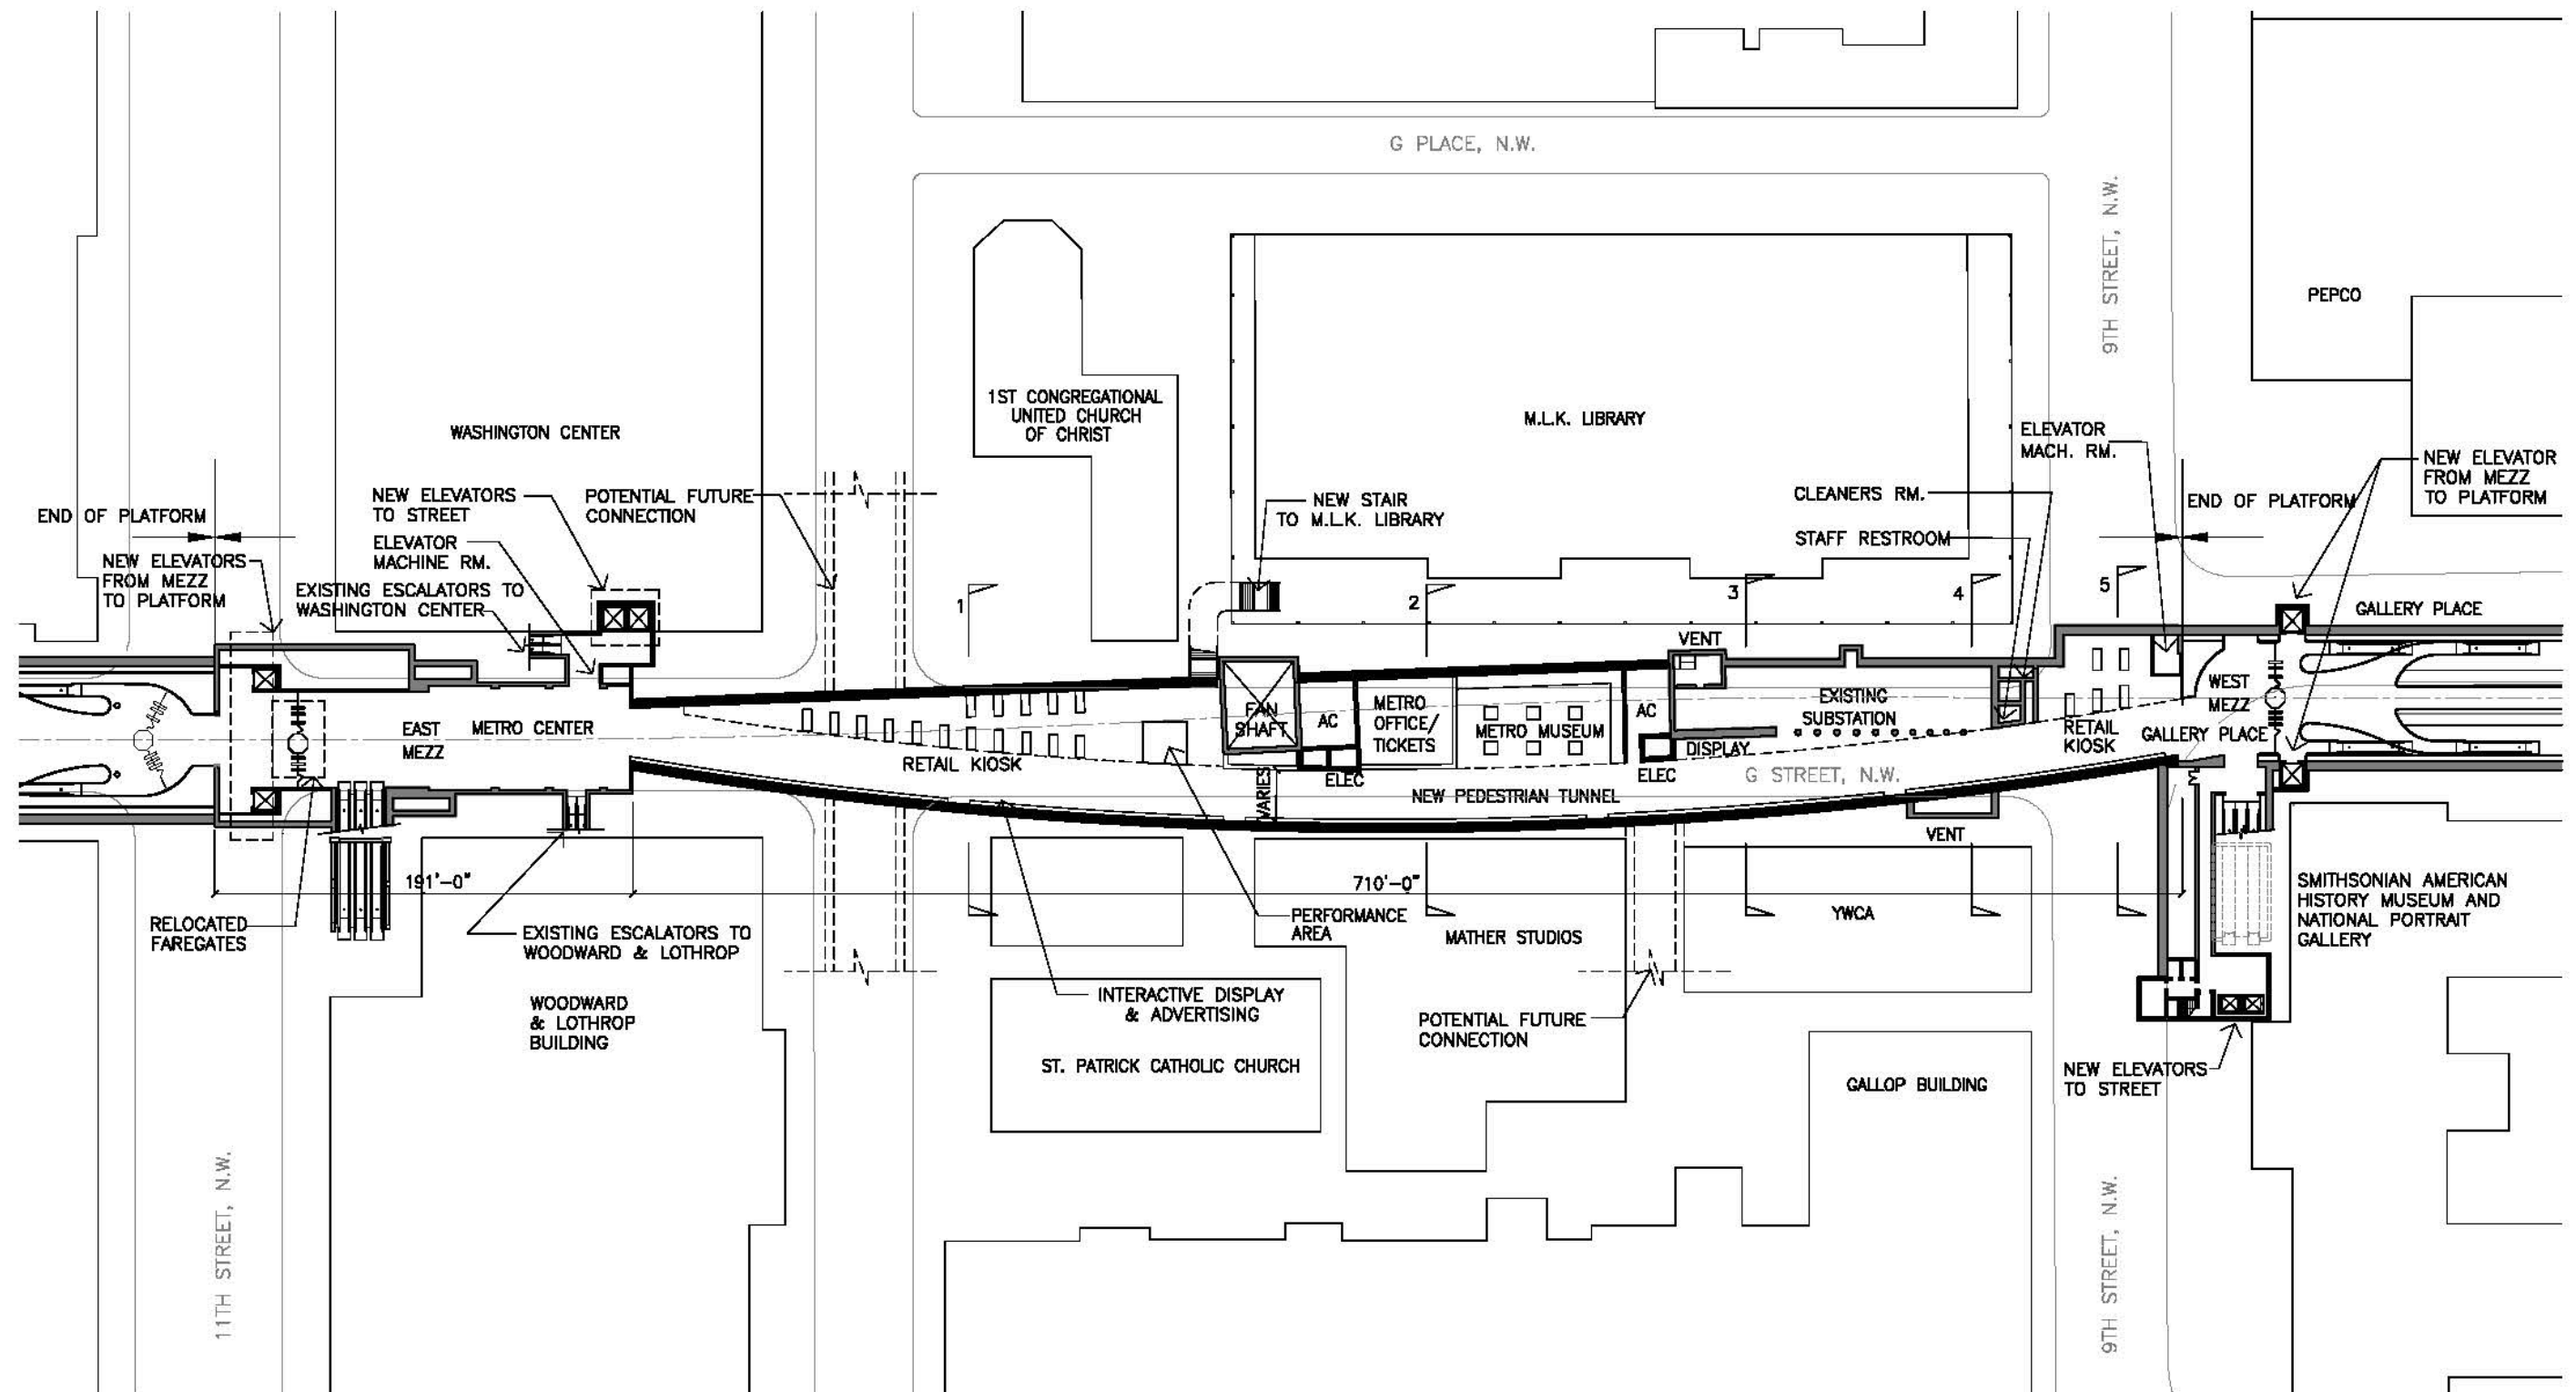 G PLACE, N.W.
9TH STREET, N.W.
PEPCO
1ST CONGREGATIONAL
UNITED CHURCH
OF CHRIST
M.L.K. LIBRARY
WASHINGTON CENTER
ELEVATOR
MACH. RM.
NEW ELEVATOR
FROM MEZZ
TO PLATFORM
END OF PLATFORM
NEW ELEVATORS
TO STREET
POTENTIAL FUTURE
CONNECTION
NEW STAIR
TO M.L.K. LIBRARY
CLEANERS RM.
END OF PLATFORM
STAFF RESTROOM
ELEVATOR
MACHINE RM.
NEW ELEVATORS
FROM MEZZ
TO PLATFORM
EXISTING ESCALATORS TO
WASHINGTON CENTER
1
2
3
4
5
GALLERY PLACE
VENT
EAST
MEZZ
METRO CENTER
RETAIL KIOSK
FAN
SHAFT
AC
METRO
OFFICE/
TICKETS
METRO MUSEUM
AC
EXISTING
SUBSTATION
DISPLAY
RETAIL
KIOSK
WEST
MEZZ
GALLERY PLACE
ELEC
ELEC
G STREET, N.W.
VARIES
NEW PEDESTRIAN TUNNEL
VENT
191'-0"
710'-0"
RELOCATED
FAREGATES
EXISTING ESCALATORS TO
WOODWARD & LOTHROP
PERFORMANCE
AREA
MATHER STUDIOS
YWCA
SMITHSONIAN AMERICAN
HISTORY MUSEUM AND
NATIONAL PORTRAIT
GALLERY
WOODWARD
& LOTHROP
BUILDING
INTERACTIVE DISPLAY
& ADVERTISING
POTENTIAL FUTURE
CONNECTION
ST. PATRICK CATHOLIC CHURCH
GALLOP BUILDING
NEW ELEVATORS
TO STREET
11TH STREET, N.W.
9TH STREET, N.W.